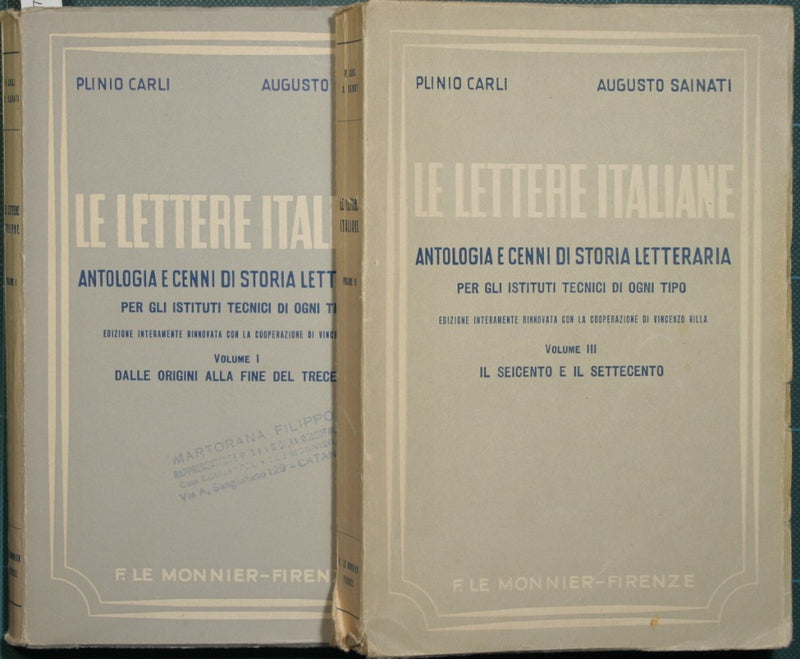 PLINIO CARLI AUGUSTO
LE LETTERE ITAL
ANTOLOGIA E CENNI DI STORIA LETT
PER GLI ISTITUTI TECNICI DI OGNI TI
EDIZIONE INTERAMENTE RINNOVATA CON LA COOPERAZIONE DI VINC
VOLUME I
DALLE ORIGINI ALLA FINE DEL TRECE
MARTORANA FILIPPO
Via A. Sangiuliano 129 - CATAN
F. LE MONNIER-FIREN
PLINIO CARLI AUGUSTO SAINATI
LE LETTERE ITALIANE
ANTOLOGIA E CENNI DI STORIA LETTERARIA
PER GLI ISTITUTI TECNICI DI OGNI TIPO
EDIZIONE INTERAMENTE RINNOVATA CON LA COOPERAZIONE DI VINCENZO VILLA
VOLUME III
IL SEICENTO E IL SETTECENTO
F. LE MONNIER-FIRENZE